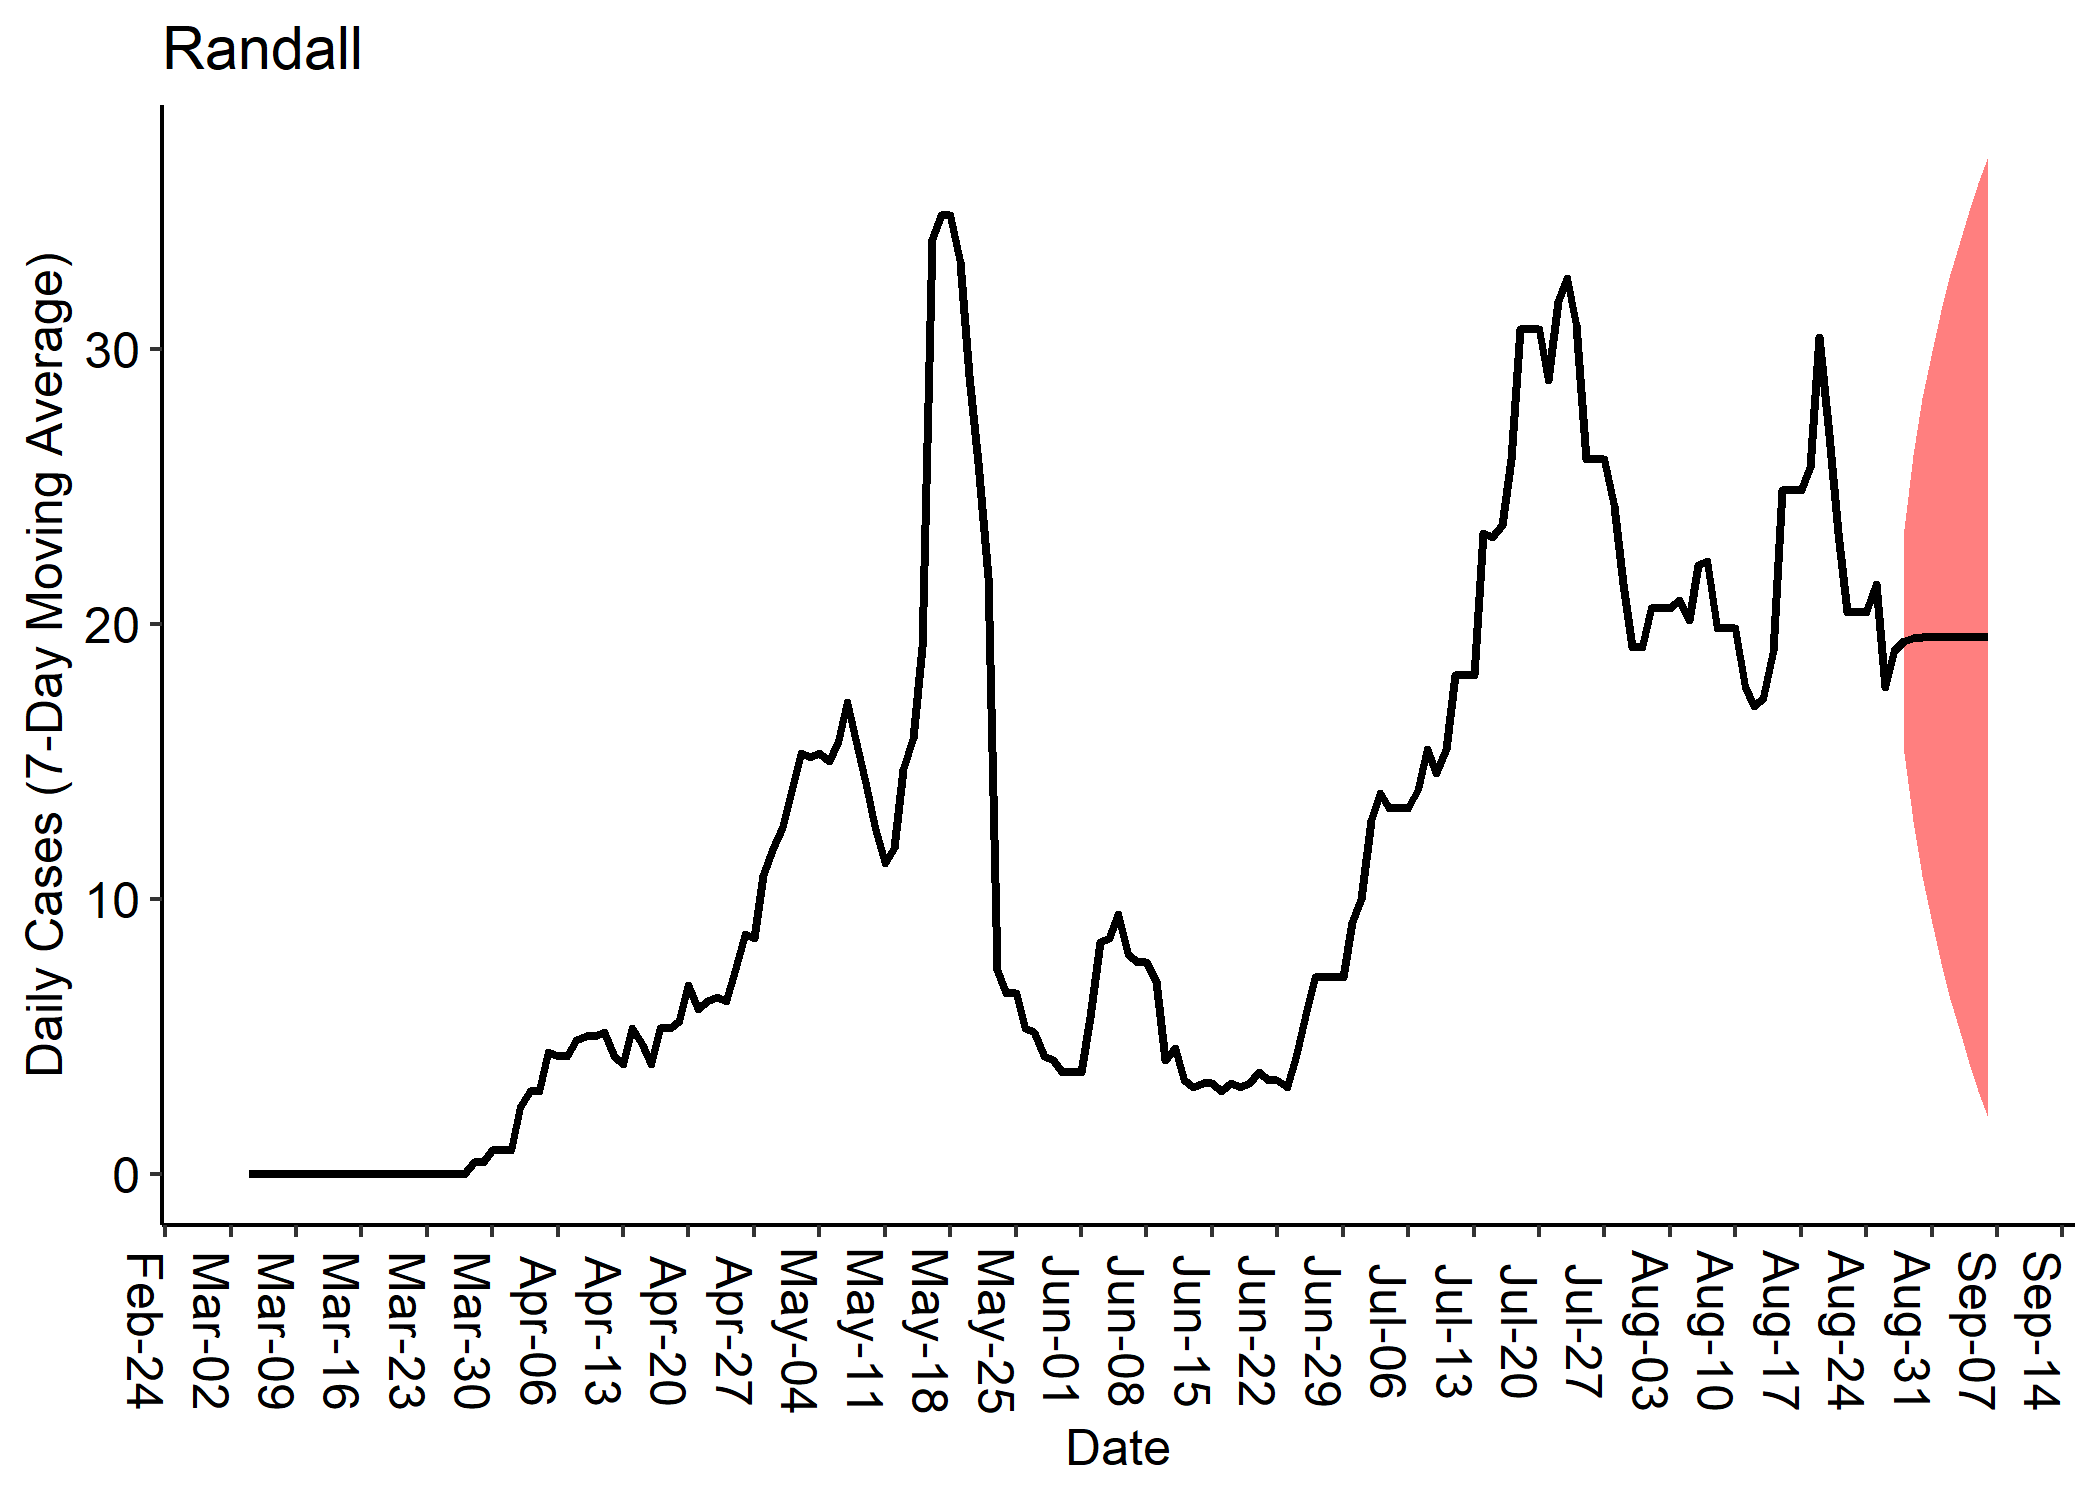 Randall
Daily Cases (7-Day Moving Average)
30
20
10
0
Feb-24
Mar-02
Mar-09
Mar-16
Mar-23
Mar-30
Apr-06
Apr-13
Apr-20
Apr-27
May-04
May-11
May-18
May-25
Jun-01
Jun-08
Jun-15
Jun-22
Jun-29
Jul-06
Jul-13
Jul-20
Jul-27
Aug-03
Aug-10
Aug-17
Aug-24
Aug-31
Sep-07
Sep-14
Date